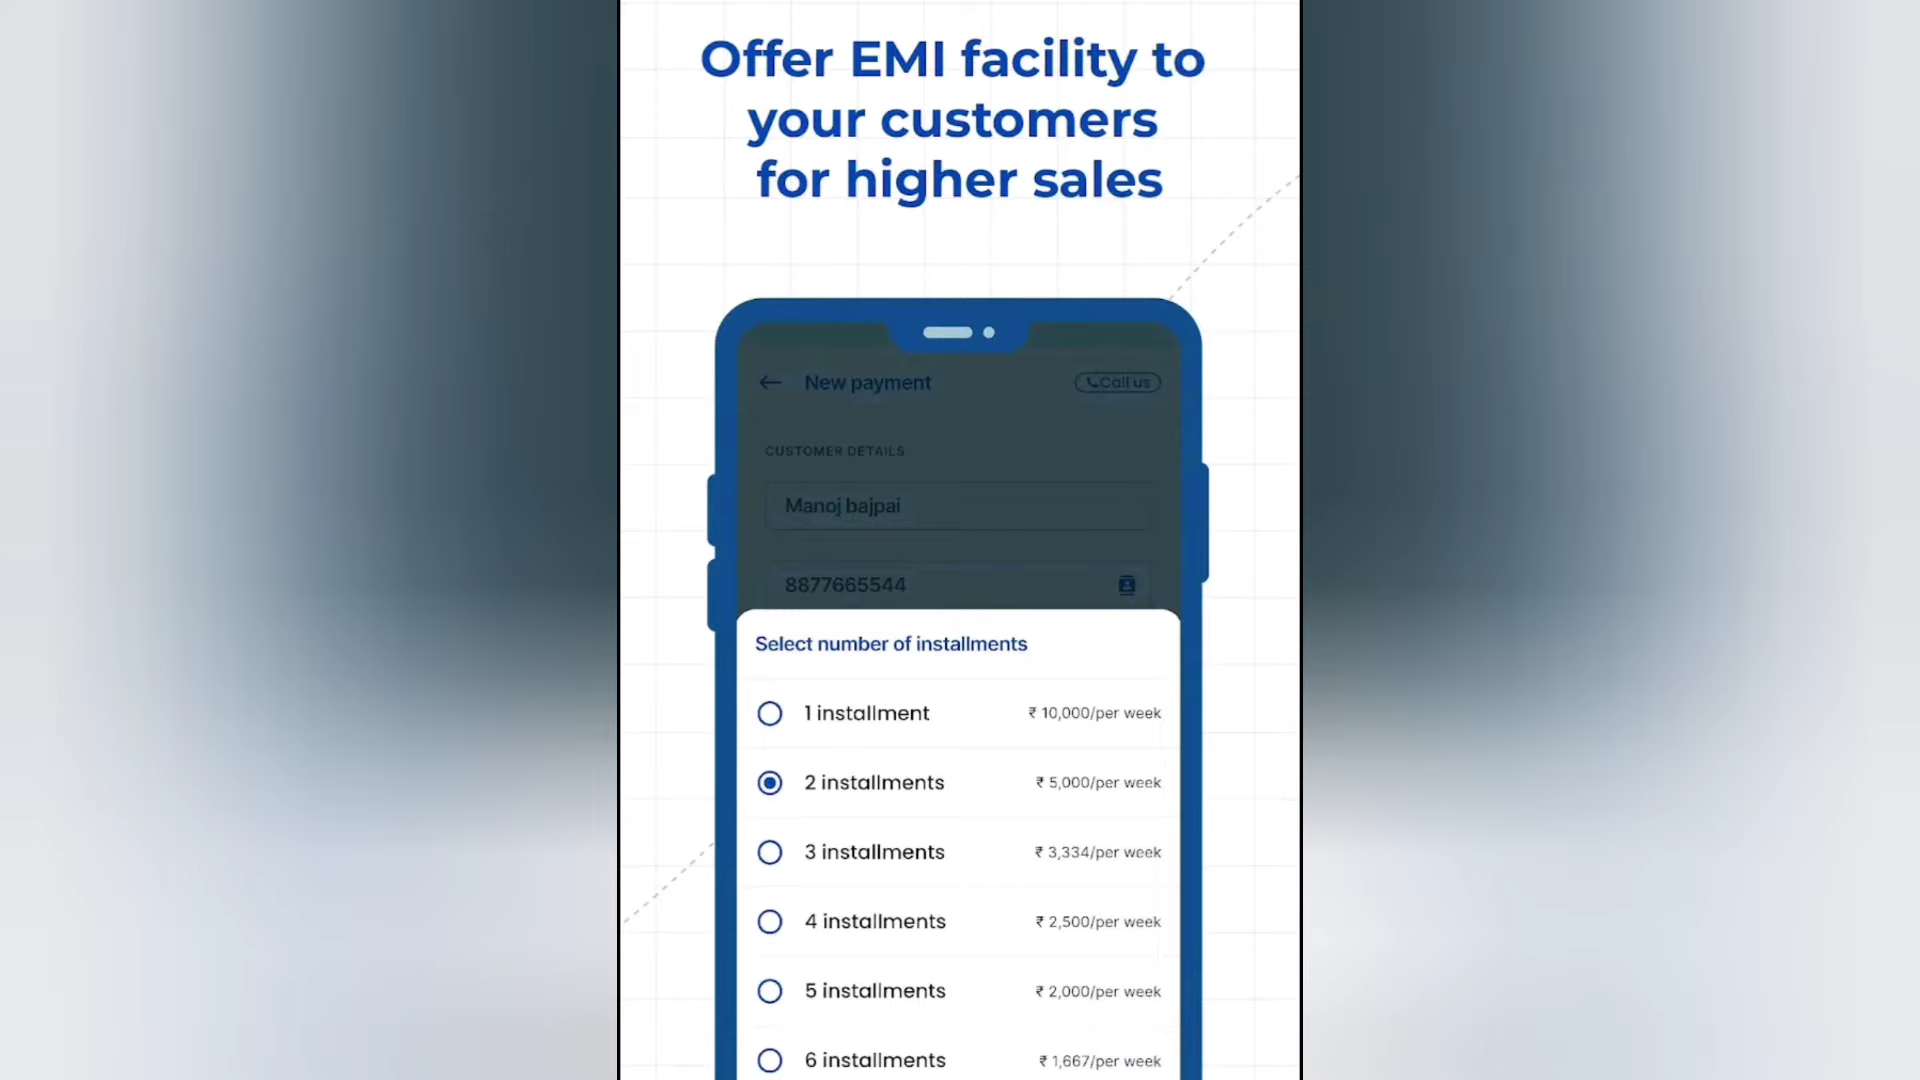 Offer EMI facility to
your customers
for higher sales
New payment
Call us
CUSTOMER DETAILS
Manoj bajpai
8877665544
Select number of installments
1 installment ₹ 10,000/per week
2 installments ₹ 5,000/per week
3 installments ₹ 3,334/per week
4 installments ₹ 2,500/per week
5 installments ₹ 2,000/per week
6 installments ₹ 1,667/per week